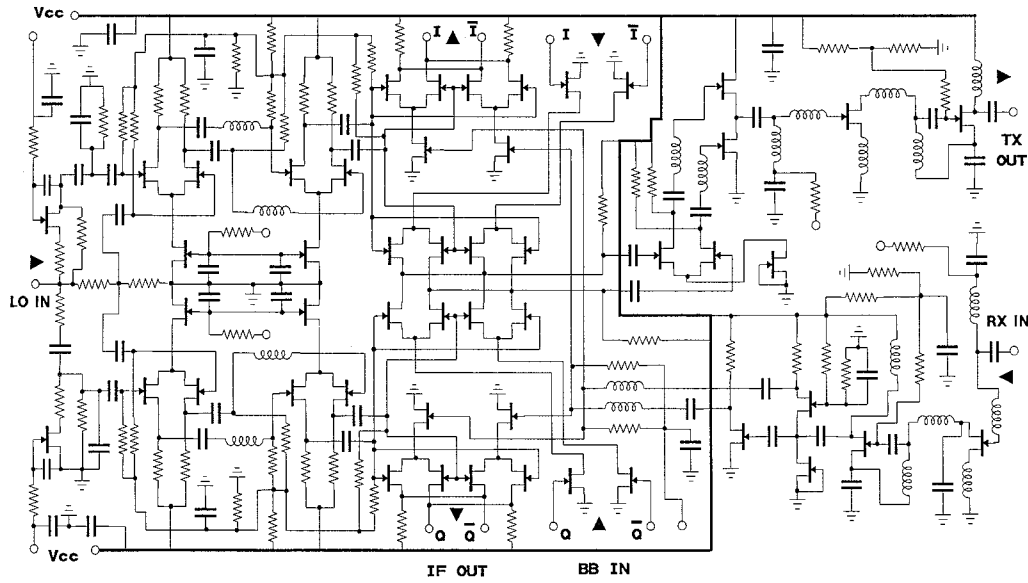 Vcc
I I̅ I I̅
TX
OUT
LO IN
RX IN
Q Q̅ Q Q̅
Vcc
IF OUT BB IN